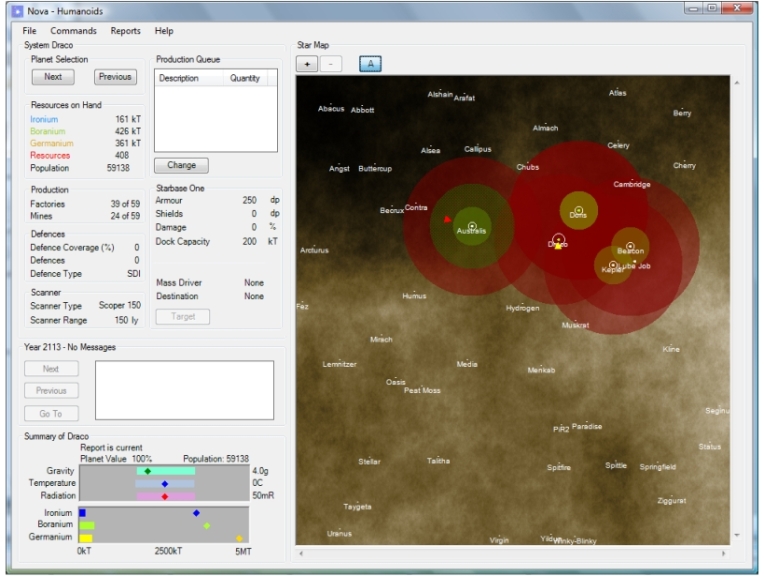 Nova - Humanoids
File Commands Reports Help
System Draco
Planet Selection
Next Previous
Resources on Hand
Ironium 161 kT
Boranium 426 kT
Germanium 361 kT
Resources 408
Population 59138
Production
Factories 39 of 59
Mines 24 of 59
Defences
Defence Coverage (%) 0
Defences 0
Defence Type SDI
Scanner
Scanner Type Scoper 150
Scanner Range 150 ly
Production Queue
Description Quantity
Change
Starbase One
Armour 250 dp
Shields 0 dp
Damage 0 %
Dock Capacity 200 kT
Mass Driver None
Destination None
Target
Year 2113 - No Messages
Next
Previous
Go To
Summary of Draco
Report is current
Planet Value 100% Population: 59138
Gravity 4.0g
Temperature 0C
Radiation 50mR
Ironium
Boranium
Germanium
0kT 2500kT 5MT
Star Map
+ - A
Alshain Arafat Atlas
Abacus Abbott Berry
Almach
Alsea Callipus Celery
Angst Buttercup Chubs Cherry
Cambridge
Becrux Contra
Doris
Australis
Arcturus Draco Beacon
Kepler Lube Job
Humus
Fez Hydrogen
Muskrat
Mirsch Kline
Lemnitzer Media Menkab
Oasis
Peat Moss
Seginu
P/R2 Paradise
Status
Stellar Talitha Spitfire Spittle Springfield
Ziggurat
Taygeta
Uranus Virgin Winky-Blinky